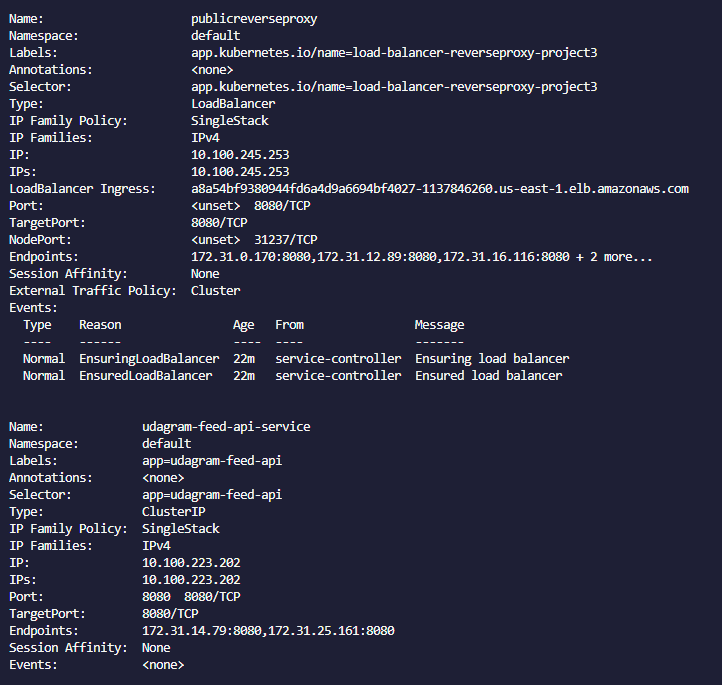 Name:                     publicreverseproxy
Namespace:                default
Labels:                   app.kubernetes.io/name=load-balancer-reverseproxy-project3
Annotations:              <none>
Selector:                 app.kubernetes.io/name=load-balancer-reverseproxy-project3
Type:                     LoadBalancer
IP Family Policy:         SingleStack
IP Families:              IPv4
IP:                       10.100.245.253
IPs:                      10.100.245.253
LoadBalancer Ingress:     a8a54bf9380944fd6a4d9a6694bf4027-1137846260.us-east-1.elb.amazonaws.com
Port:                     <unset>  8080/TCP
TargetPort:               8080/TCP
NodePort:                 <unset>  31237/TCP
Endpoints:                172.31.0.170:8080,172.31.12.89:8080,172.31.16.116:8080 + 2 more...
Session Affinity:         None
External Traffic Policy:  Cluster
Events:
  Type    Reason                Age   From                Message
  ----    ------                ----  ----                -------
  Normal  EnsuringLoadBalancer  22m   service-controller  Ensuring load balancer
  Normal  EnsuredLoadBalancer   22m   service-controller  Ensured load balancer
Name:              udagram-feed-api-service
Namespace:         default
Labels:            app=udagram-feed-api
Annotations:       <none>
Selector:          app=udagram-feed-api
Type:              ClusterIP
IP Family Policy:  SingleStack
IP Families:       IPv4
IP:                10.100.223.202
IPs:               10.100.223.202
Port:              8080  8080/TCP
TargetPort:        8080/TCP
Endpoints:         172.31.14.79:8080,172.31.25.161:8080
Session Affinity:  None
Events:            <none>